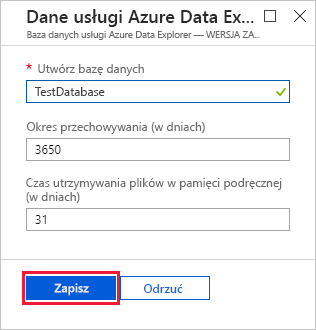 Dane usługi Azure Data Ex...
Baza danych usługi Azure Data Explorer — WERSJA ZA...
* Utwórz bazę danych
TestDatabase
Okres przechowywania (w dniach)
3650
Czas utrzymywania plików w pamięci podręcznej
(w dniach)
31
Zapisz Odrzuć